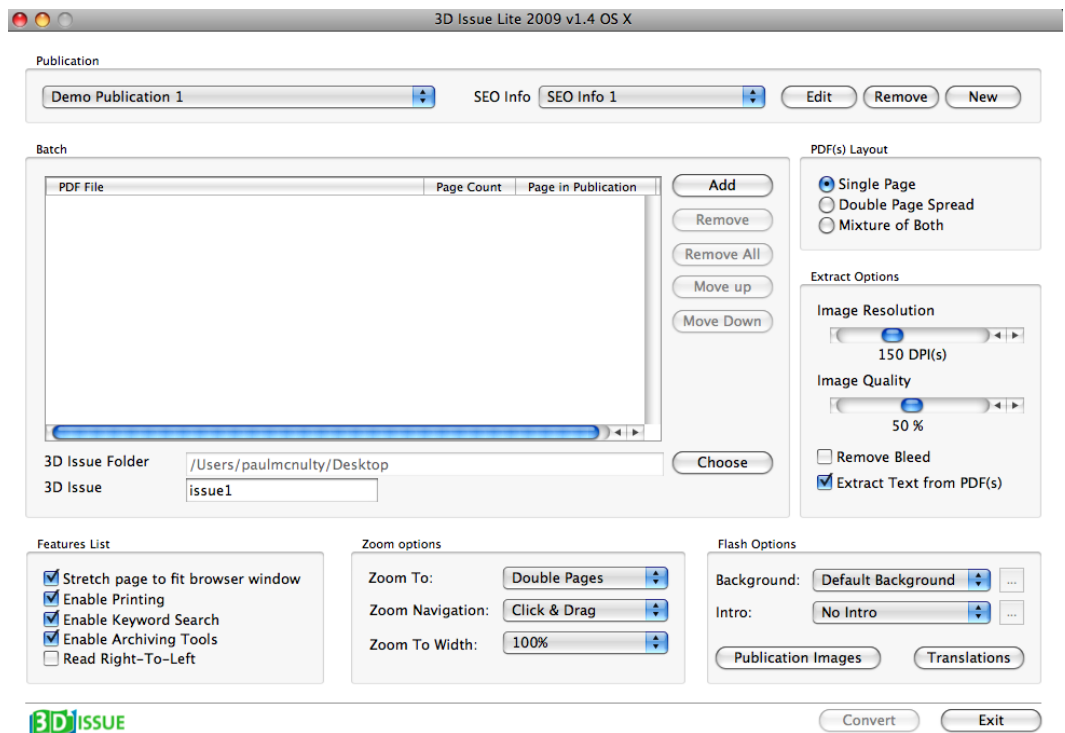 3D Issue Lite 2009 v1.4 OS X
Publication
Demo Publication 1
SEO Info
SEO Info 1
Edit
Remove
New
Batch
PDF File
Page Count
Page in Publication
Add
Remove
Remove All
Move up
Move Down
3D Issue Folder
/Users/paulmcnulty/Desktop
Choose
3D Issue
issue1
PDF(s) Layout
Single Page
Double Page Spread
Mixture of Both
Extract Options
Image Resolution
150 DPI(s)
Image Quality
50 %
Remove Bleed
Extract Text from PDF(s)
Features List
Stretch page to fit browser window
Enable Printing
Enable Keyword Search
Enable Archiving Tools
Read Right-To-Left
Zoom options
Zoom To:
Double Pages
Zoom Navigation:
Click & Drag
Zoom To Width:
100%
Flash Options
Background:
Default Background
...
Intro:
No Intro
...
Publication Images
Translations
3D ISSUE
Convert
Exit